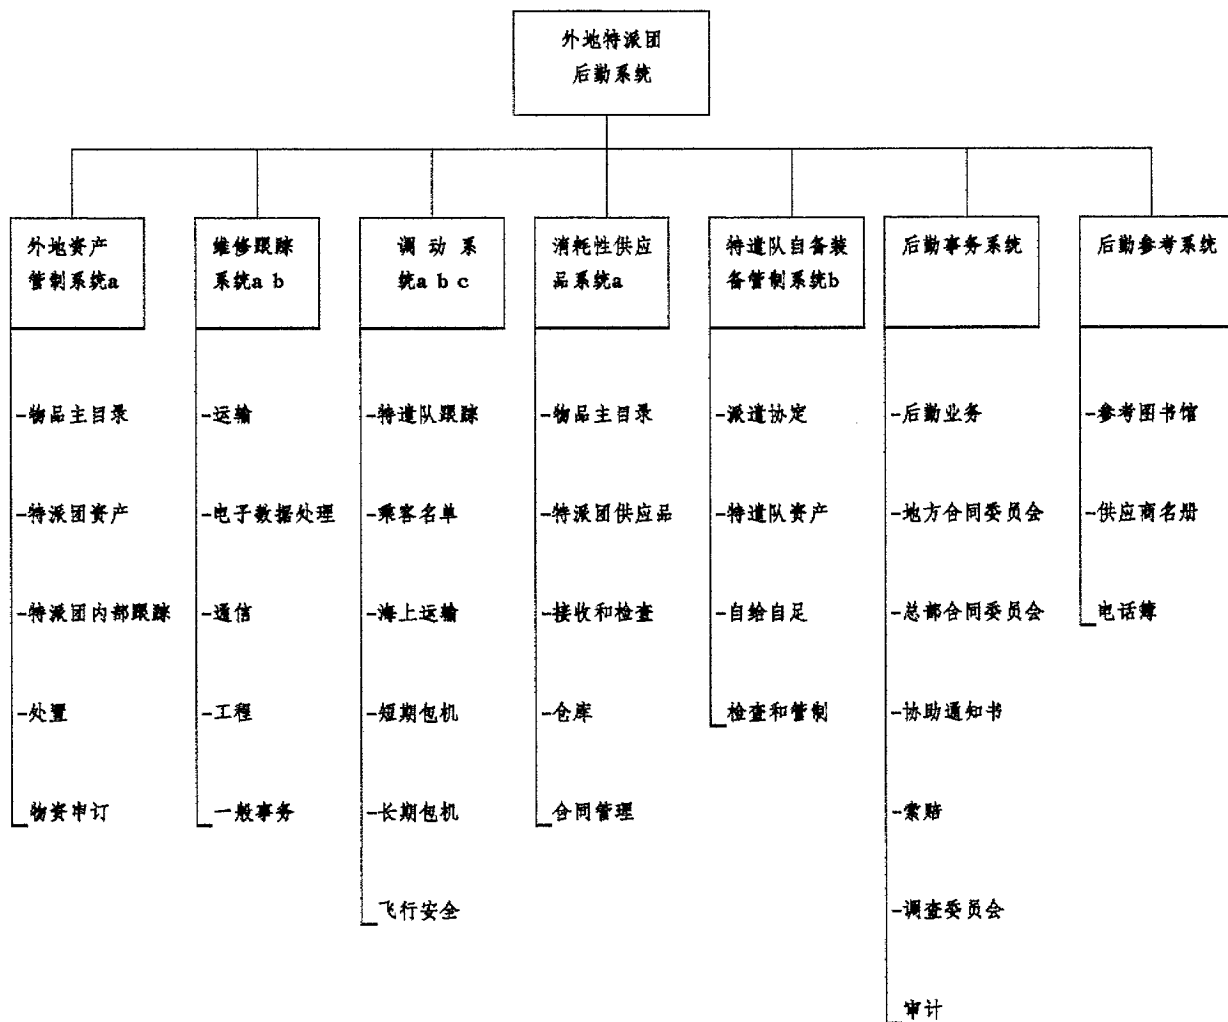 外地特派团
后勤系统
外地资产
管制系统a
维修跟踪
系统a b
调 动 系
统a b c
消耗性供应
品系统a
特遣队自备装
备管制系统b
后勤事务系统
后勤参考系统
-物品主目录
-特派团资产
-特派团内部跟踪
-处置
物资审订
-运输
-电子数据处理
-通信
-工程
一般事务
-特遣队跟踪
-乘客名单
-海上运输
-短期包机
-长期包机
飞行安全
-物品主目录
-特派团供应品
-接收和检查
-仓库
合同管理
-派遣协定
-特遣队资产
-自给自足
检查和管制
-后勤业务
-地方合同委员会
-总部合同委员会
-协助通知书
-索赔
-调查委员会
审计
-参考图书馆
-供应商名册
电话簿